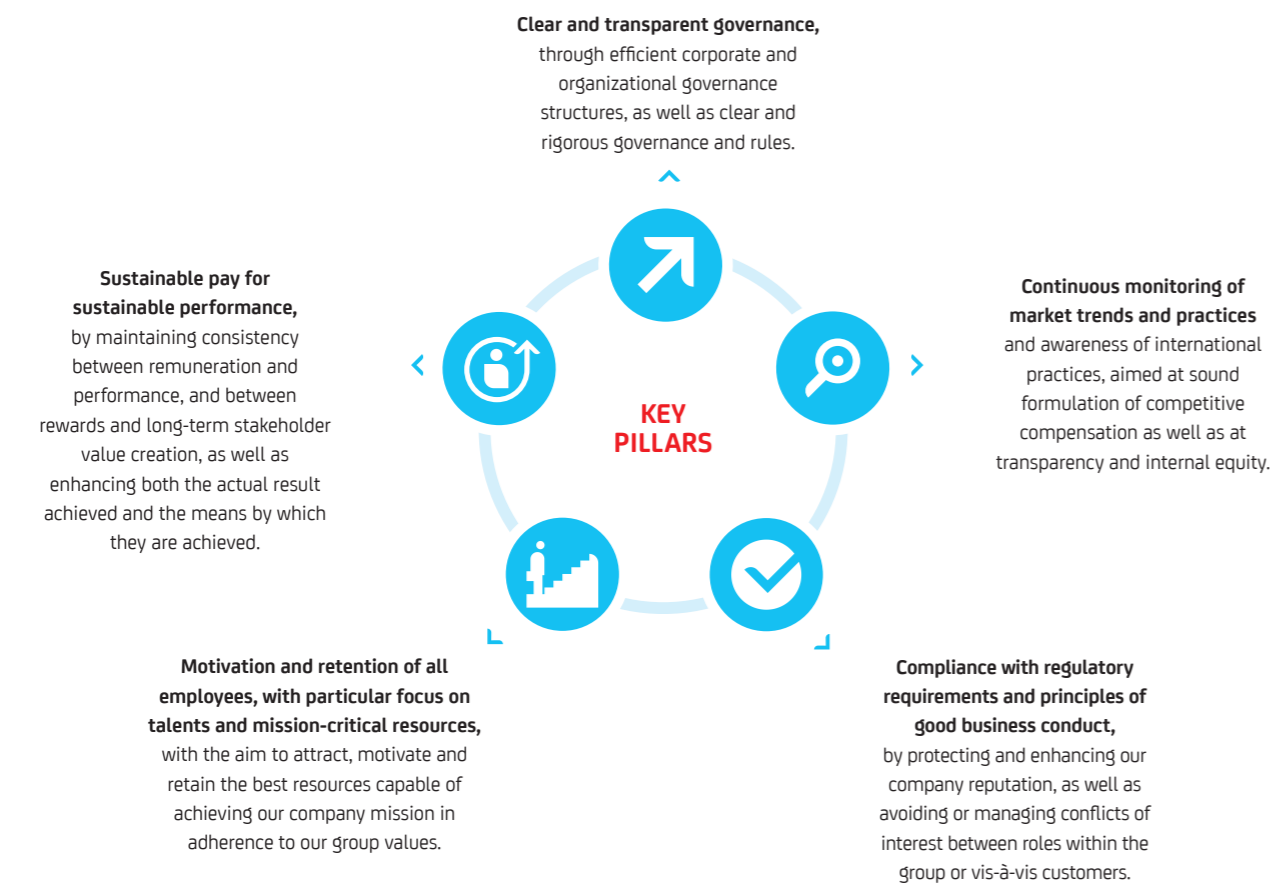 Clear and transparent governance,
through efficient corporate and
organizational governance
structures, as well as clear and
rigorous governance and rules.
Sustainable pay for
sustainable performance,
by maintaining consistency
between remuneration and
performance, and between
rewards and long-term stakeholder
value creation, as well as
enhancing both the actual result
achieved and the means by which
they are achieved.
KEY
PILLARS
Continuous monitoring of
market trends and practices
and awareness of international
practices, aimed at sound
formulation of competitive
compensation as well as at
transparency and internal equity.
Motivation and retention of all
employees, with particular focus on
talents and mission-critical resources,
with the aim to attract, motivate and
retain the best resources capable of
achieving our company mission in
adherence to our group values.
Compliance with regulatory
requirements and principles of
good business conduct,
by protecting and enhancing our
company reputation, as well as
avoiding or managing conflicts of
interest between roles within the
group or vis-à-vis customers.